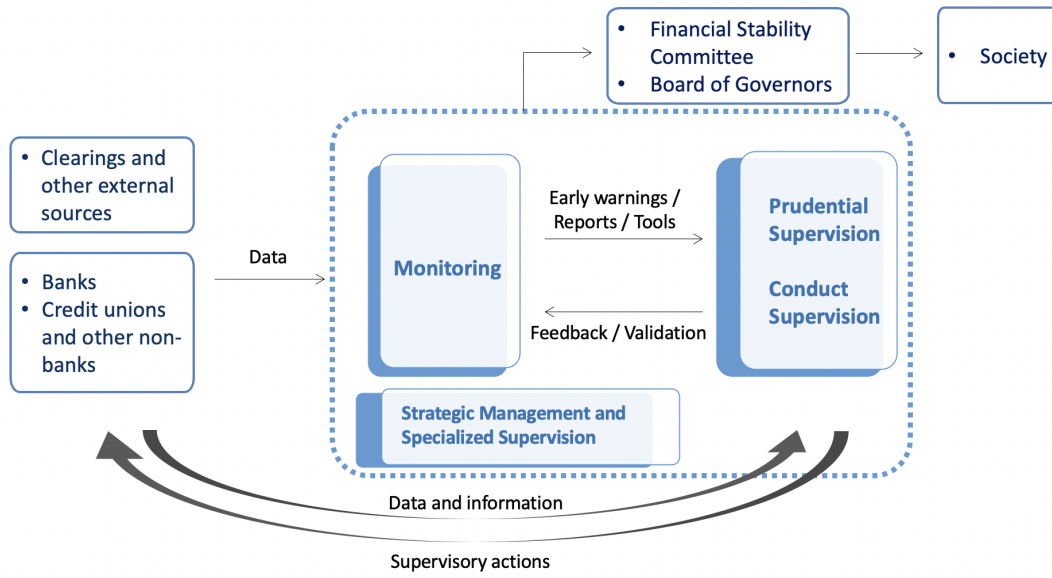 • Financial Stability
Committee
• Board of Governors
• Society
• Clearings and
other external
sources
• Banks
• Credit unions
and other non-
banks
Data
Monitoring
Early warnings /
Reports / Tools
Feedback / Validation
Prudential
Supervision
Conduct
Supervision
Strategic Management and
Specialized Supervision
Data and information
Supervisory actions